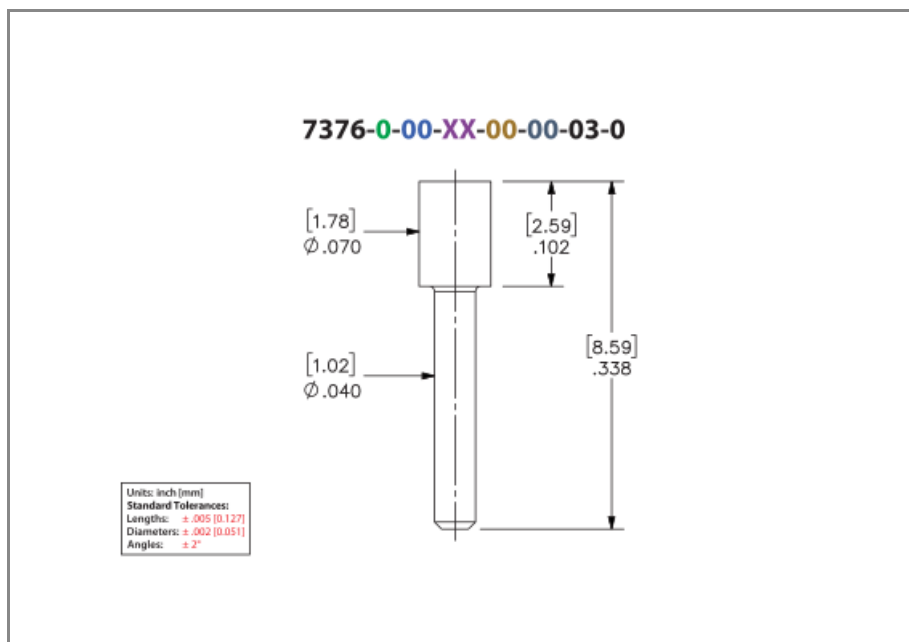 7376-0-00-XX-00-00-03-0
[1.78]
Ø.070
[2.59]
.102
[8.59]
.338
[1.02]
Ø.040
Units: inch [mm]
Standard Tolerances:
Lengths: ± .005 [0.127]
Diameters: ± .002 [0.051]
Angles: ± 2°